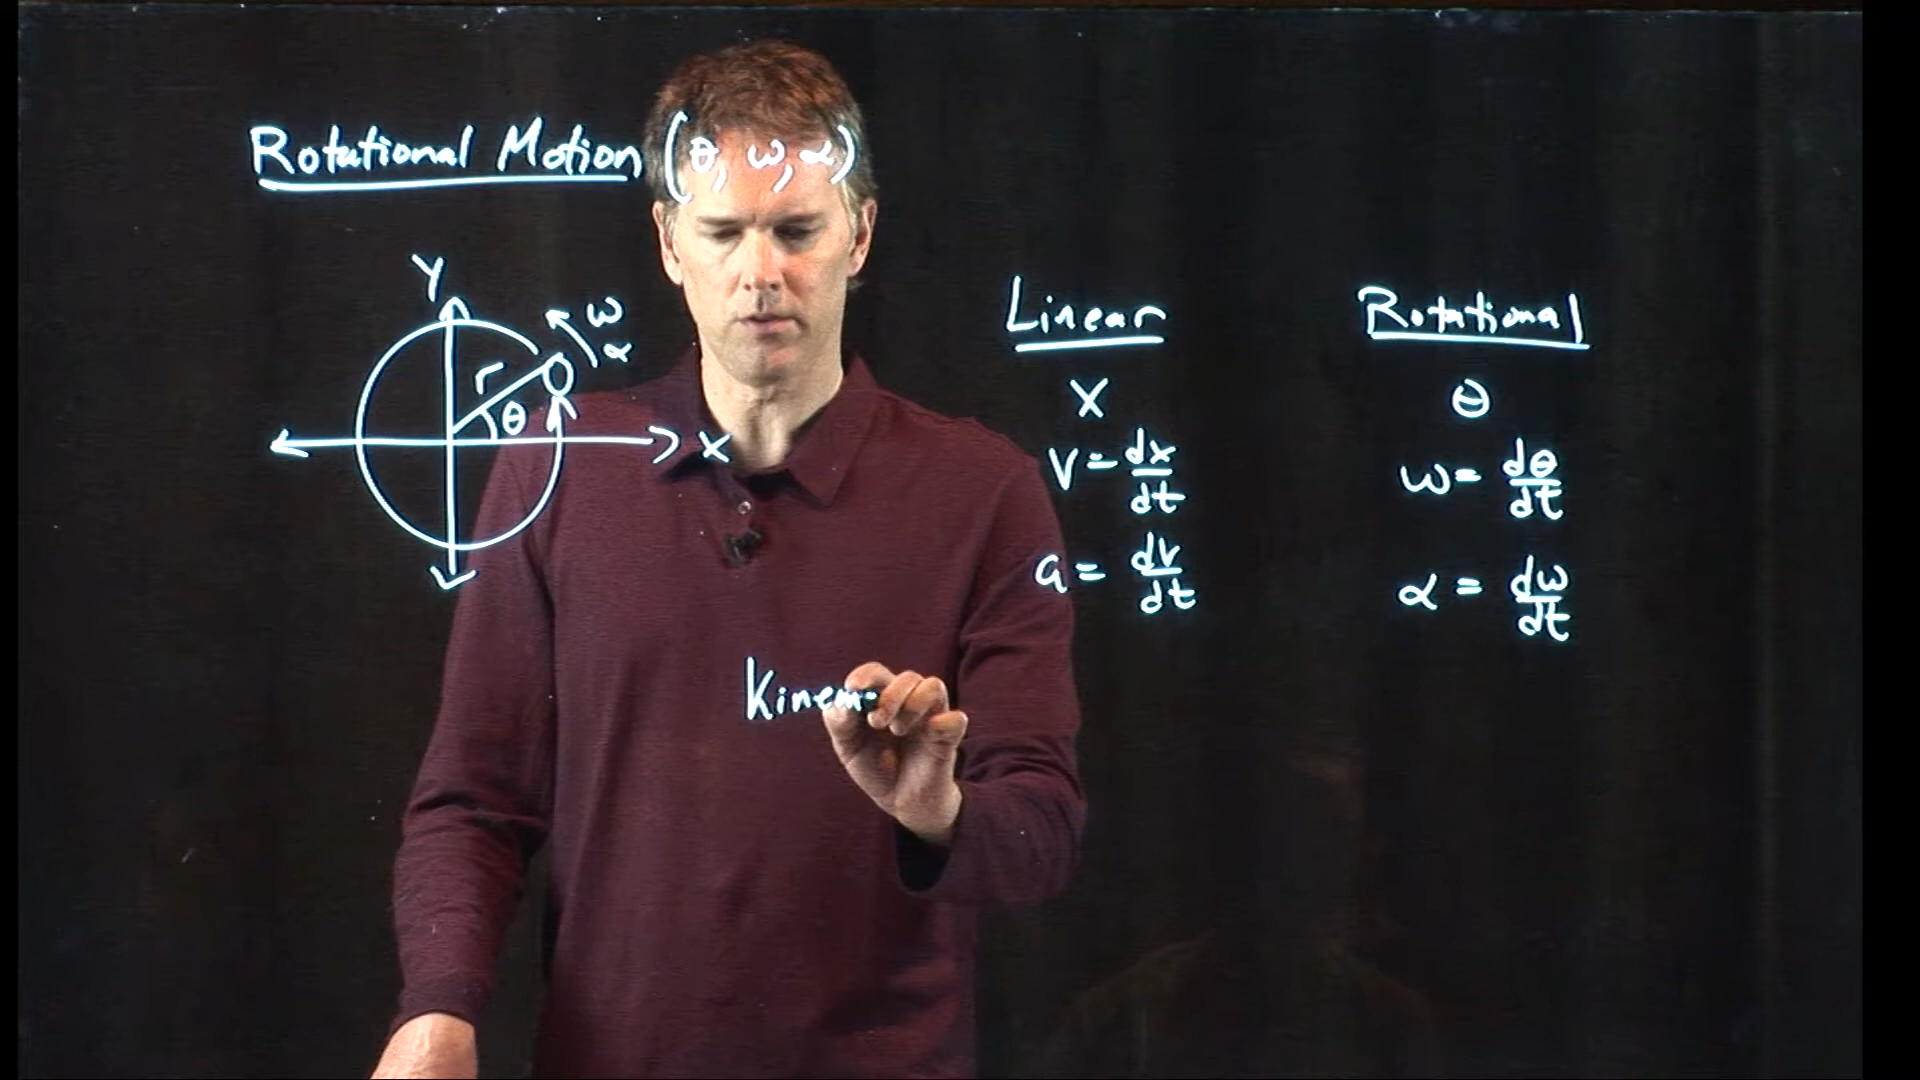 Rotational Motion (θ, ω, α)
Y
ω
α
r
θ
X
Linear
Rotational
X
θ
V = dx/dt
ω = dθ/dt
a = dv/dt
α = dω/dt
Kinem